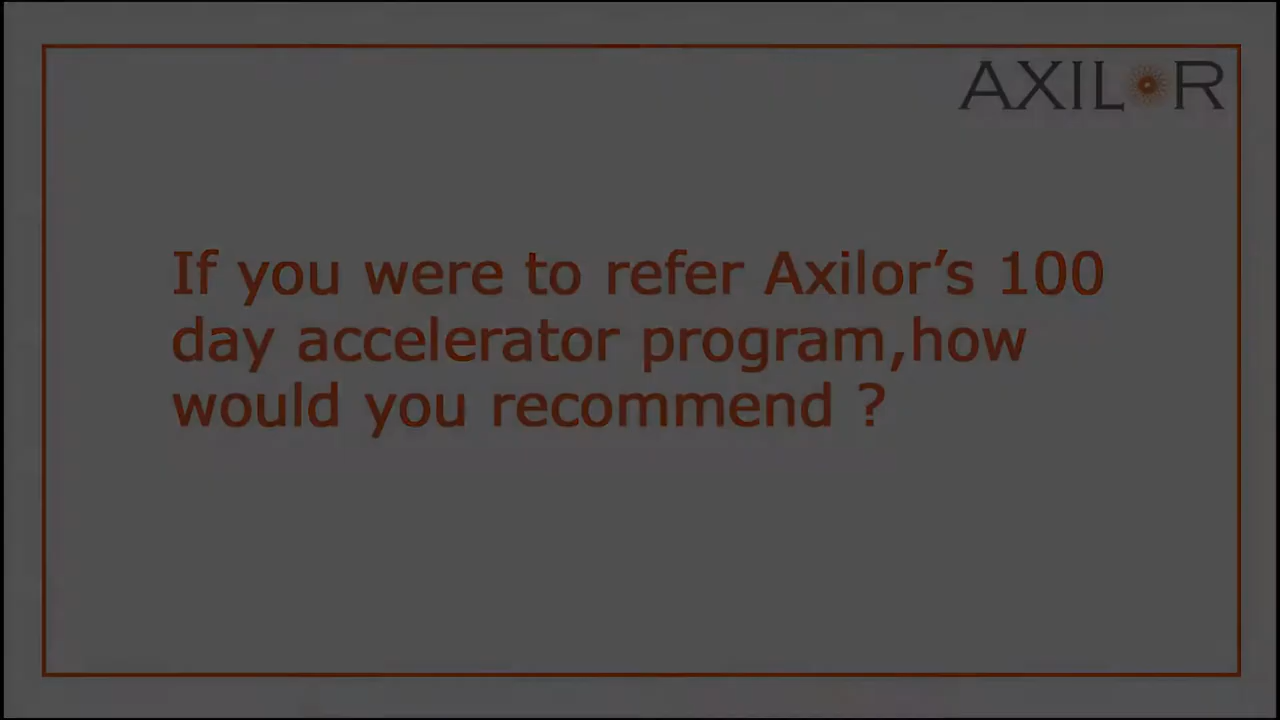 AXILOR
If you were to refer Axilor’s 100
day accelerator program,how
would you recommend ?